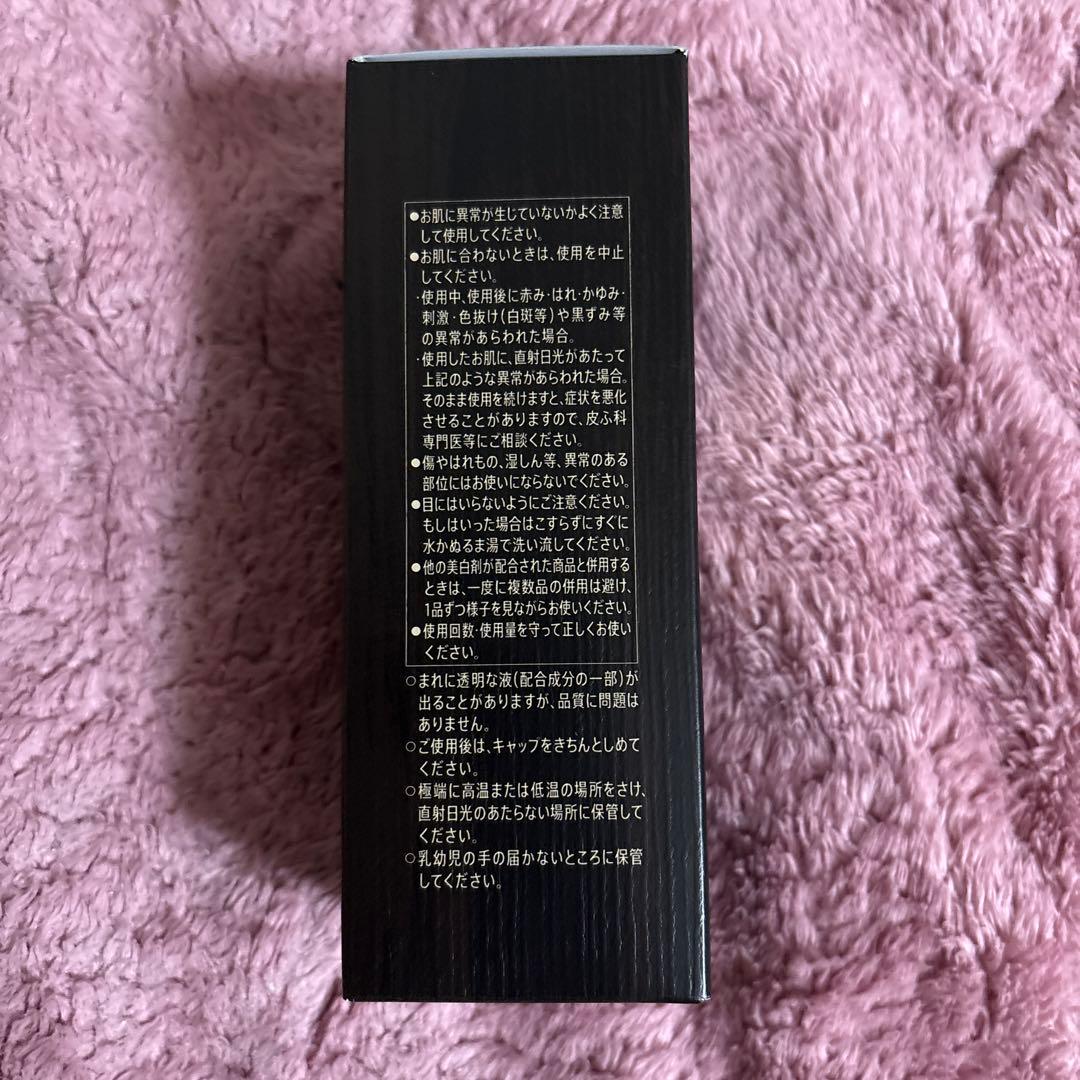 ●お肌に異常が生じていないかよく注意
して使用してください。
●お肌に合わないときは、使用を中止
してください。
・使用中、使用後に赤み・はれ・かゆみ・
刺激・色抜け(白斑等)や黒ずみ等
の異常があらわれた場合。
・使用したお肌に、直射日光があたって
上記のような異常があらわれた場合。
そのまま使用を続けますと、症状を悪化
させることがありますので、皮ふ科
専門医等にご相談ください。
●傷やはれもの、湿しん等、異常のある
部位にはお使いにならないでください。
●目にはいらないようにご注意ください。
もしはいった場合はこすらずにすぐに
水かぬるま湯で洗い流してください。
●他の美白剤が配合された商品と併用する
ときは、一度に複数品の併用は避け、
1品ずつ様子を見ながらお使いください。
●使用回数・使用量を守って正しくお使い
ください。
○まれに透明な液(配合成分の一部)が
出ることがありますが、品質に問題は
ありません。
○ご使用後は、キャップをきちんとしめて
ください。
○極端に高温または低温の場所をさけ、
直射日光のあたらない場所に保管して
ください。
○乳幼児の手の届かないところに保管
してください。